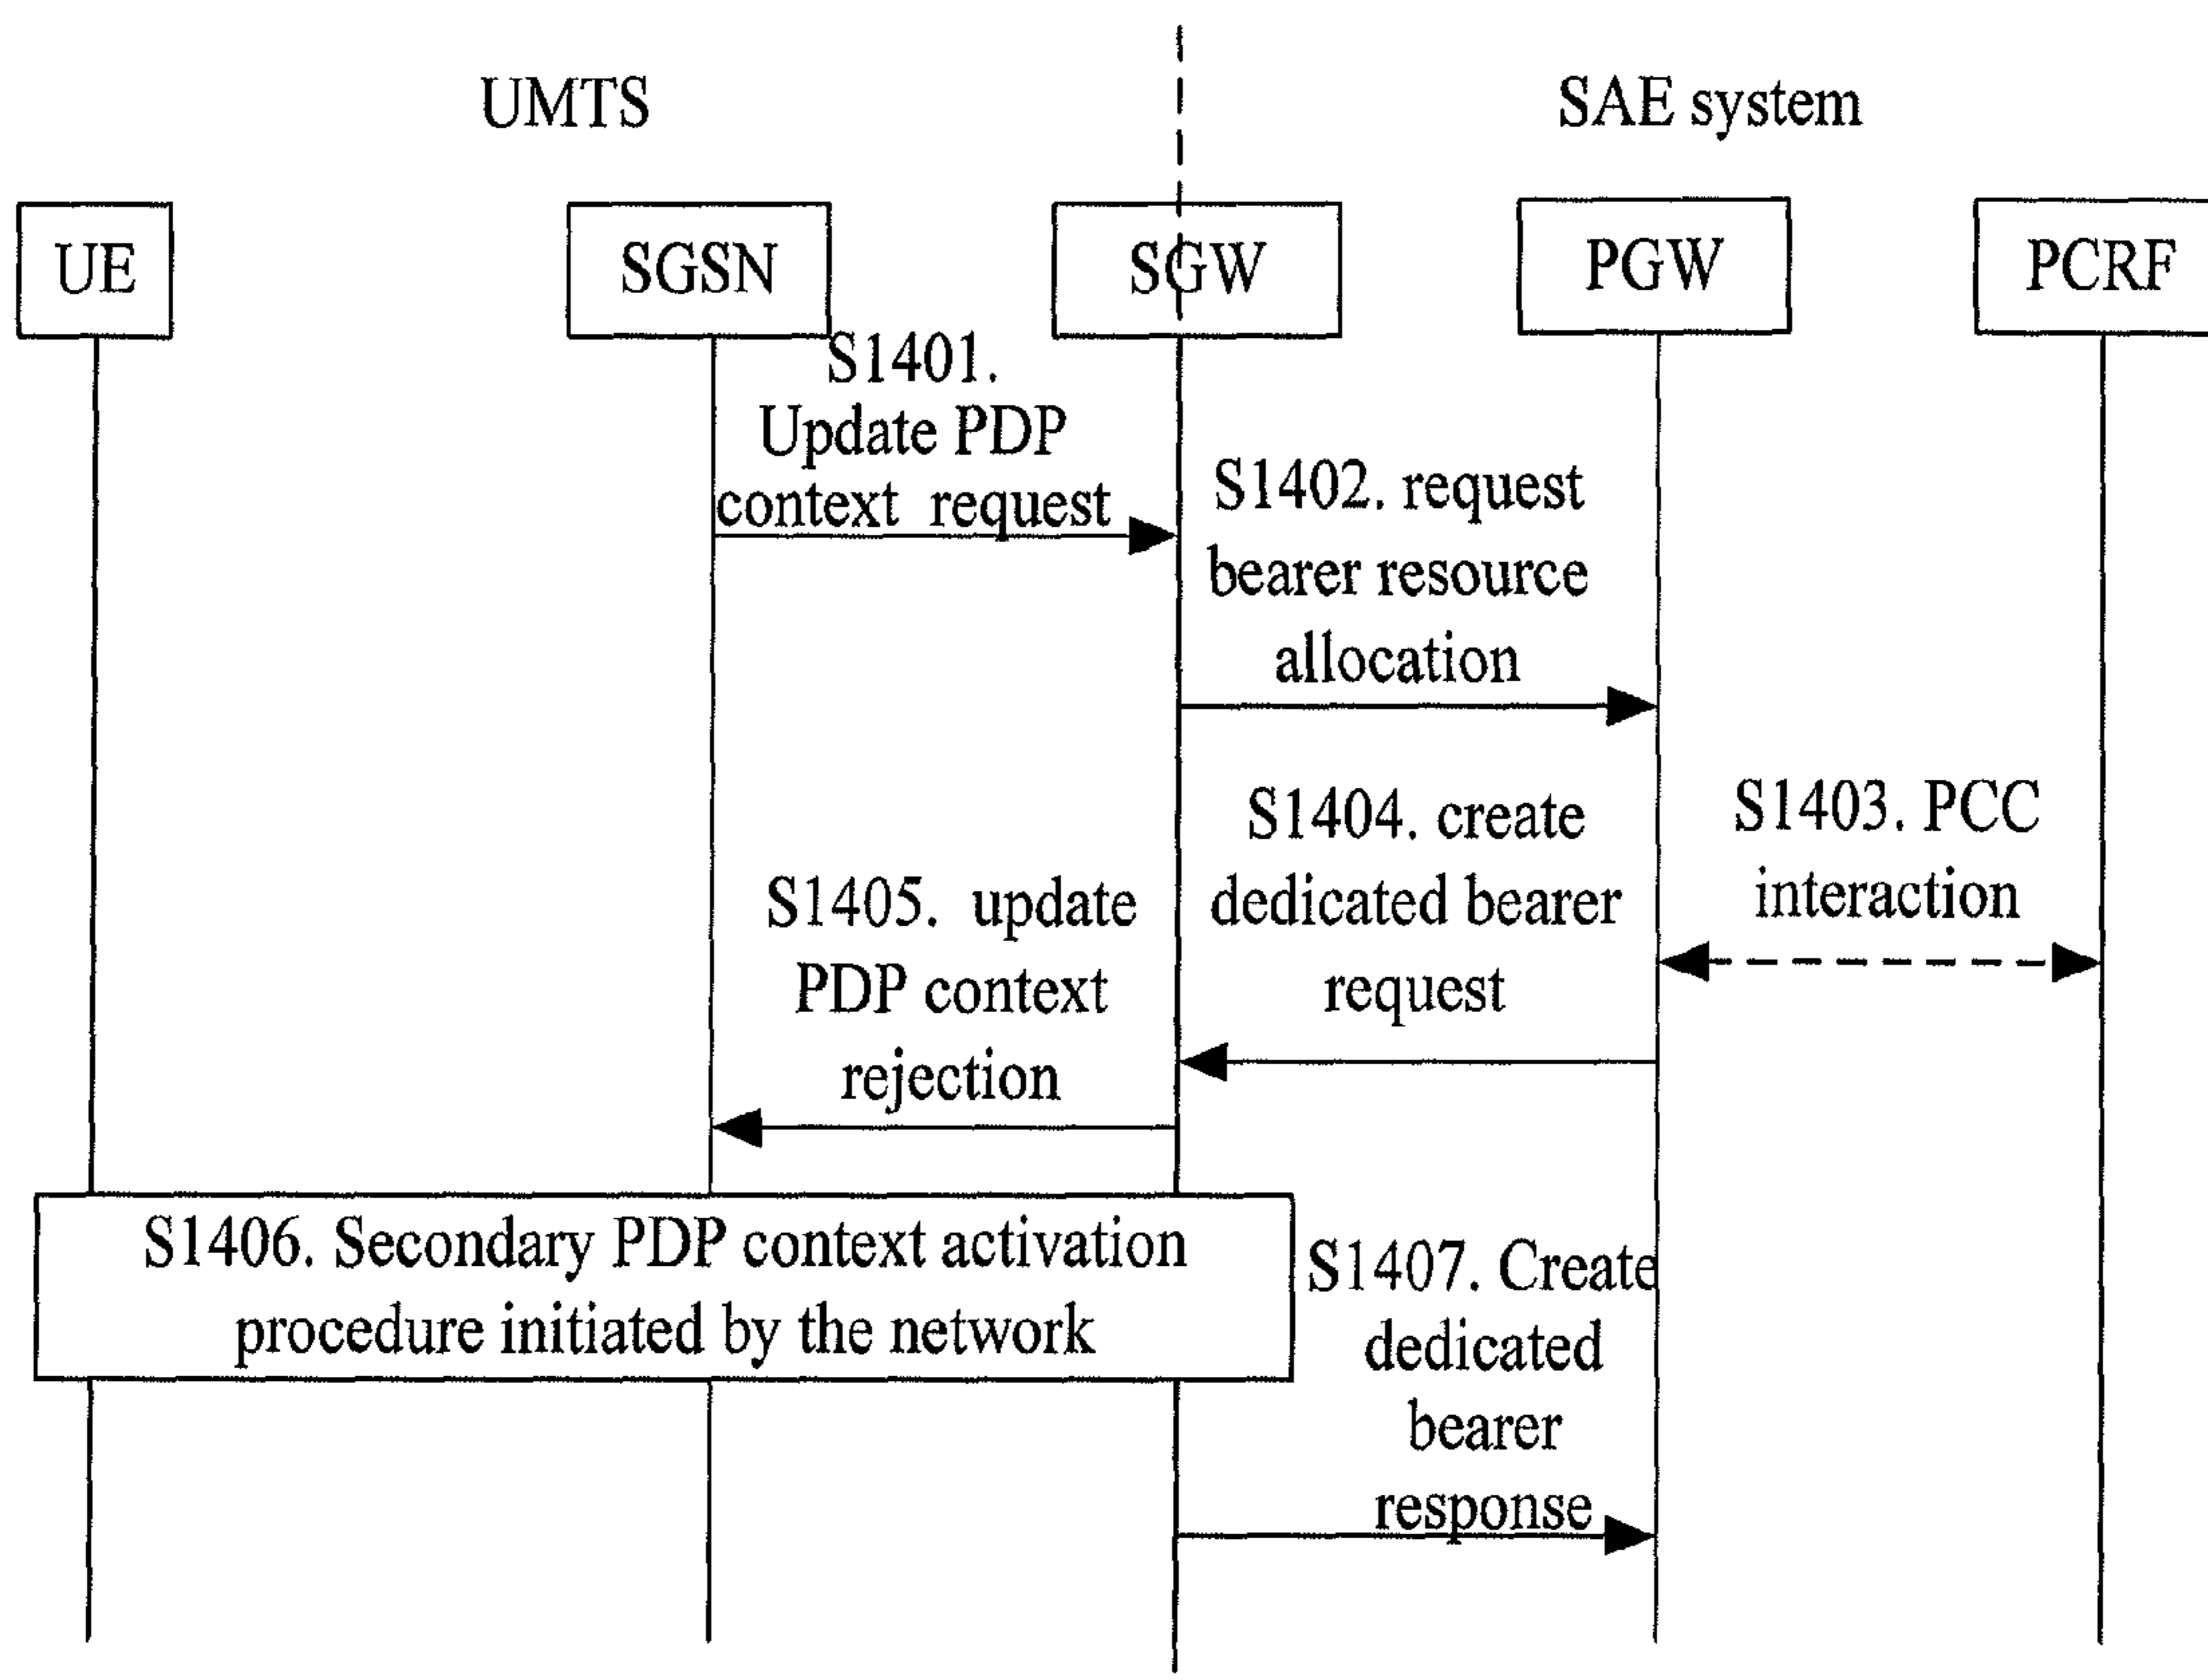 UMTS
SAE system
UE
SGSN
SGW
PGW
PCRF
S1401.
Update PDP
context request
S1402. request
bearer resource
allocation
S1403. PCC
interaction
S1404. create
dedicated bearer
request
S1405. update
PDP context
rejection
S1406. Secondary PDP context activation
procedure initiated by the network
S1407. Create
dedicated
bearer
response